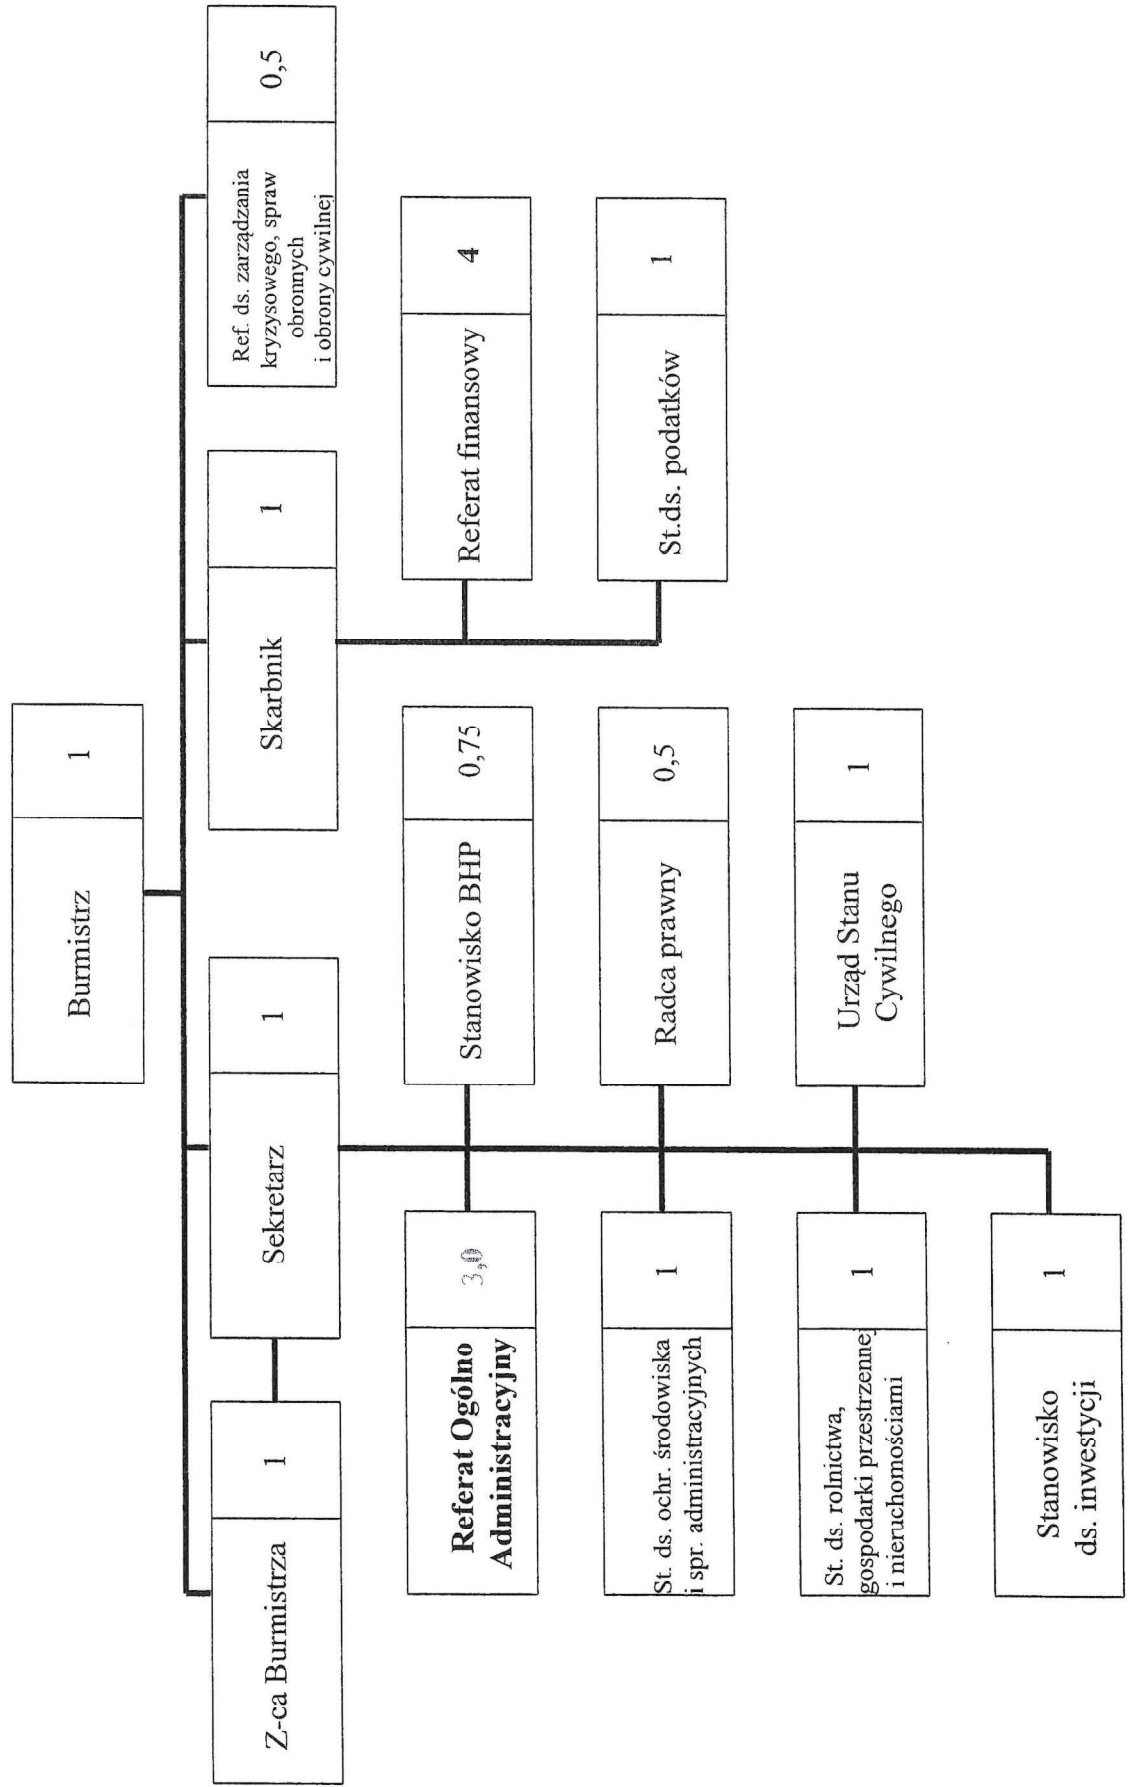 Burmistrz
1
Z-ca Burmistrza
1
Sekretarz
1
Skarbnik
1
Ref. ds. zarządzania
kryzysowego, spraw
obronnych
i obrony cywilnej
0,5
Referat Ogólno
Administracyjny
3,0
Stanowisko BHP
0,75
Referat finansowy
4
St. ds. ochr. środowiska
i spr. administracyjnych
1
Radca prawny
0,5
St.ds. podatków
1
St. ds. rolnictwa,
gospodarki przestrzennej
i nieruchomościami
1
Urząd Stanu
Cywilnego
1
Stanowisko
ds. inwestycji
1